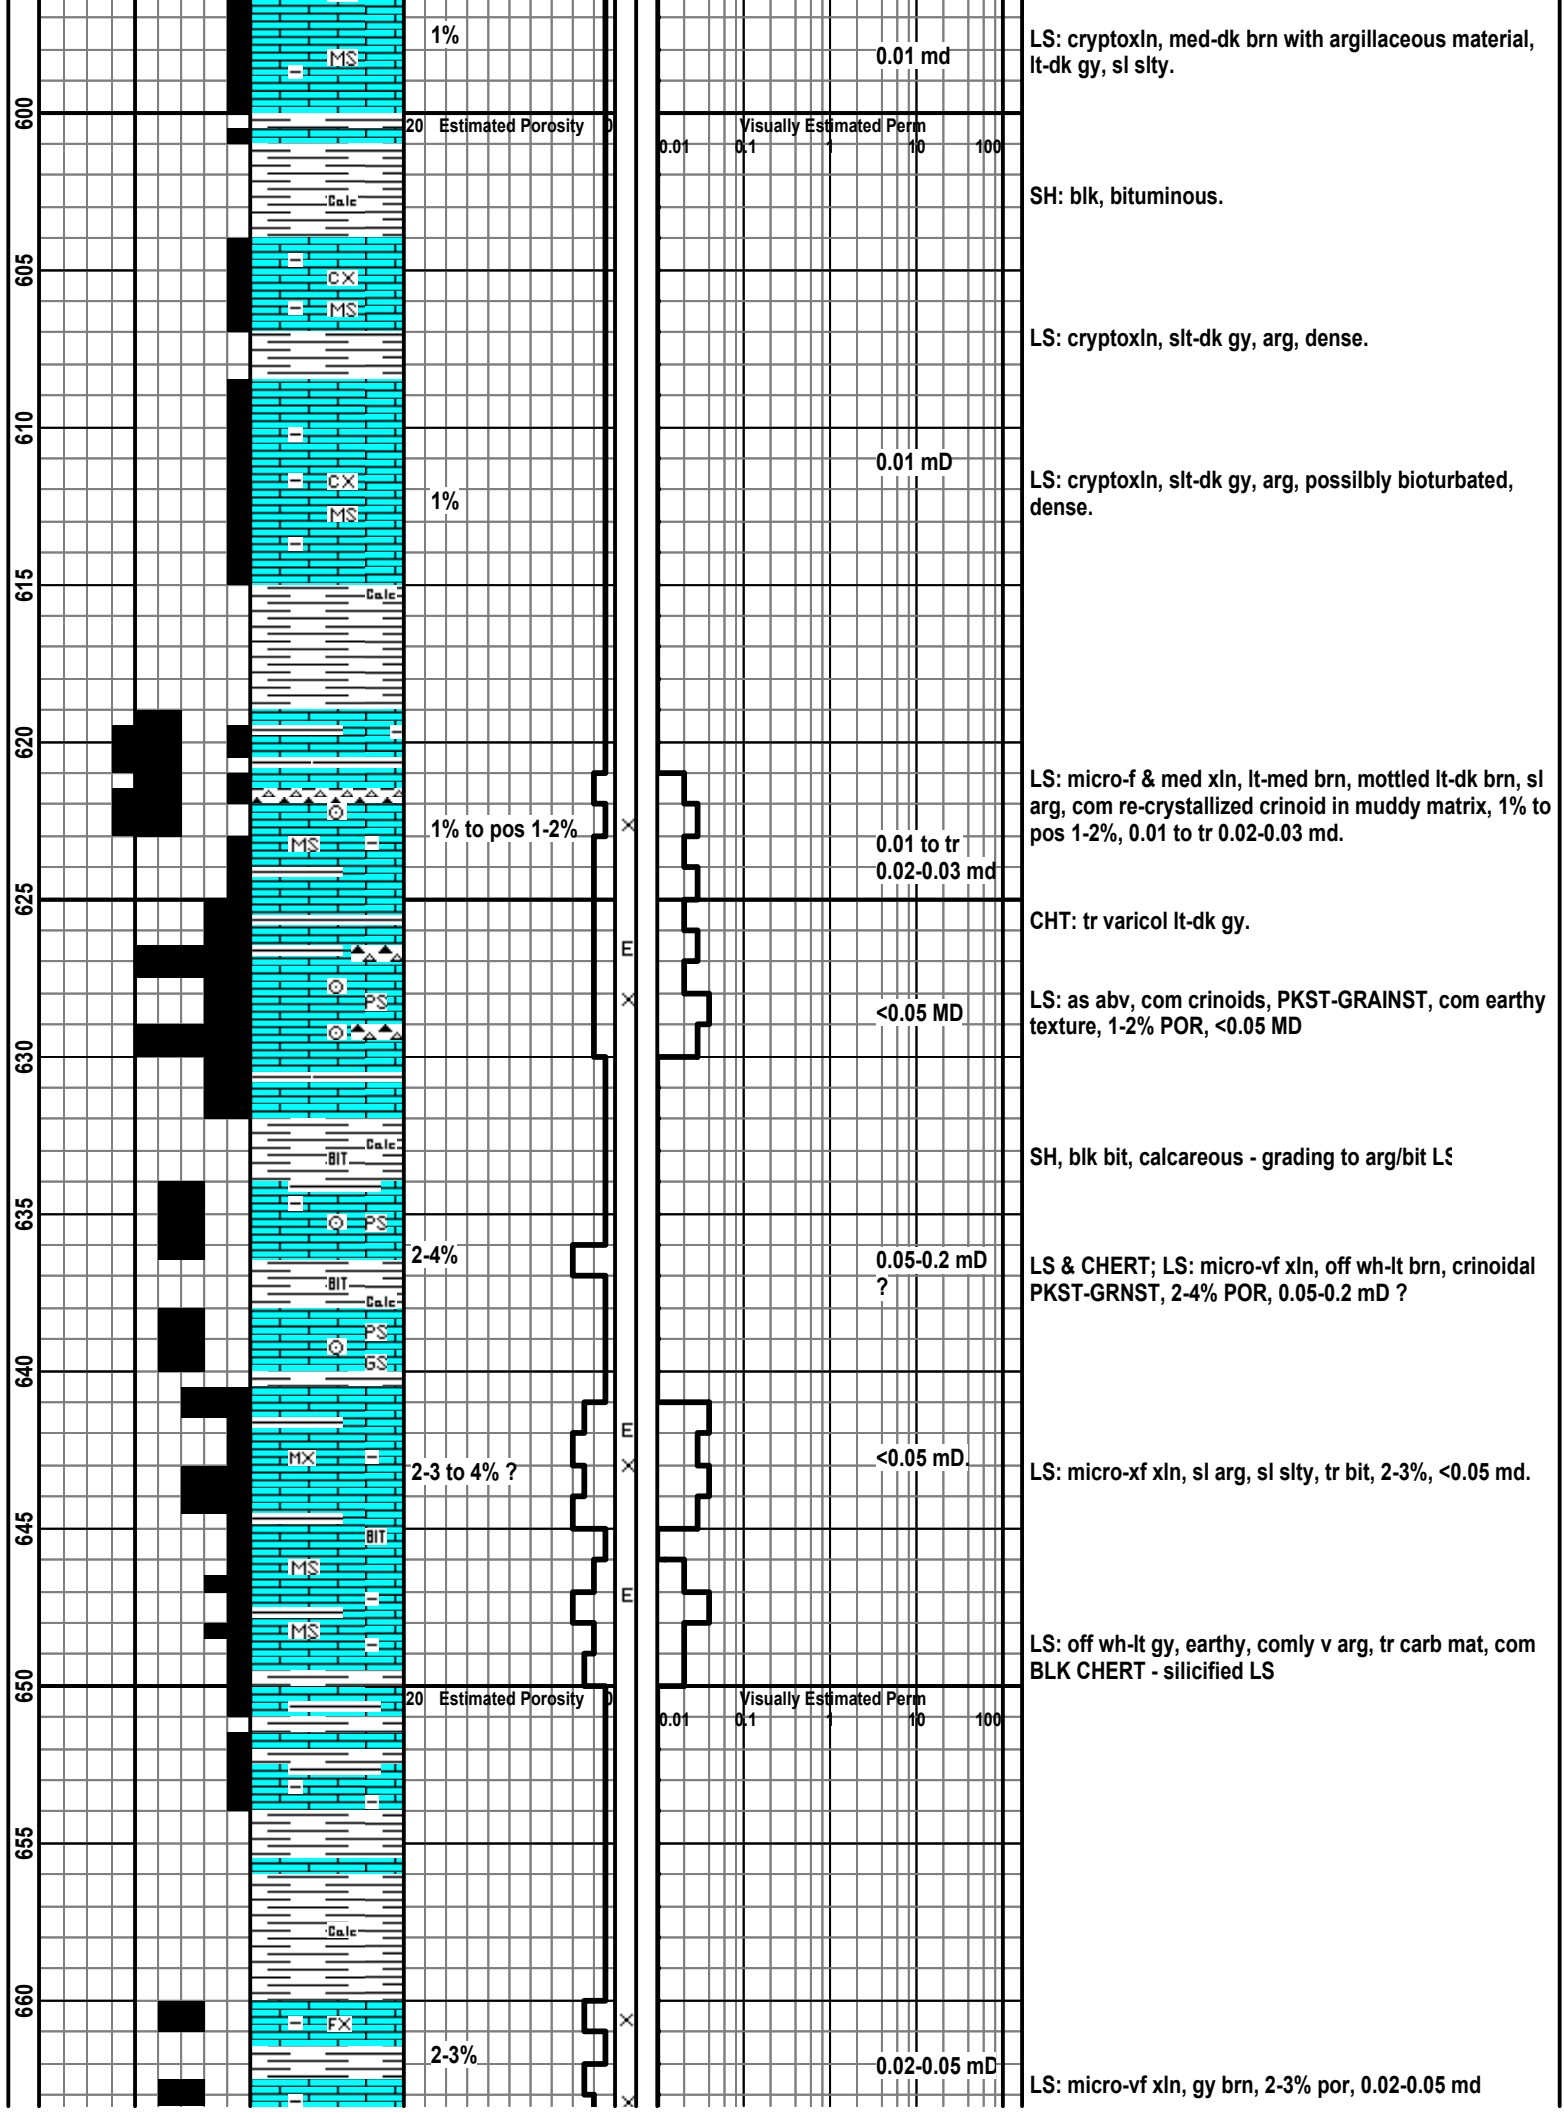 1%
MS
0.01 md
LS: cryptoxln, med-dk brn with argillaceous material,
lt-dk gy, sl slty.
600
20 Estimated Porosity 0
Visually Estimated Perm
0.01 0.1 1 10 100
Calc
SH: blk, bituminous.
605
CX
MS
LS: cryptoxln, slt-dk gy, arg, dense.
610
0.01 mD
CX
MS
1%
LS: cryptoxln, slt-dk gy, arg, possilbly bioturbated,
dense.
615
Calc
620
LS: micro-f & med xln, lt-med brn, mottled lt-dk brn, sl
arg, com re-crystallized crinoid in muddy matrix, 1% to
pos 1-2%, 0.01 to tr 0.02-0.03 md.
1% to pos 1-2%
X
MS
0.01 to tr
0.02-0.03 md
625
CHT: tr varicol lt-dk gy.
E
X
PS
<0.05 MD
LS: as abv, com crinoids, PKST-GRAINST, com earthy
texture, 1-2% POR, <0.05 MD
630
Calc
BIT
SH, blk bit, calcareous - grading to arg/bit LS
635
PS
2-4%
0.05-0.2 mD
?
LS & CHERT; LS: micro-vf xln, off wh-lt brn, crinoidal
PKST-GRNST, 2-4% POR, 0.05-0.2 mD ?
BIT
Calc
PS
GS
640
E
MX
X
2-3 to 4% ?
<0.05 mD.
LS: micro-xf xln, sl arg, sl slty, tr bit, 2-3%, <0.05 md.
645
BIT
MS
E
MS
LS: off wh-lt gy, earthy, comly v arg, tr carb mat, com
BLK CHERT - silicified LS
650
20 Estimated Porosity 0
Visually Estimated Perm
0.01 0.1 1 10 100
655
Calc
660
FX
X
2-3%
0.02-0.05 mD
LS: micro-vf xln, gy brn, 2-3% por, 0.02-0.05 md
X